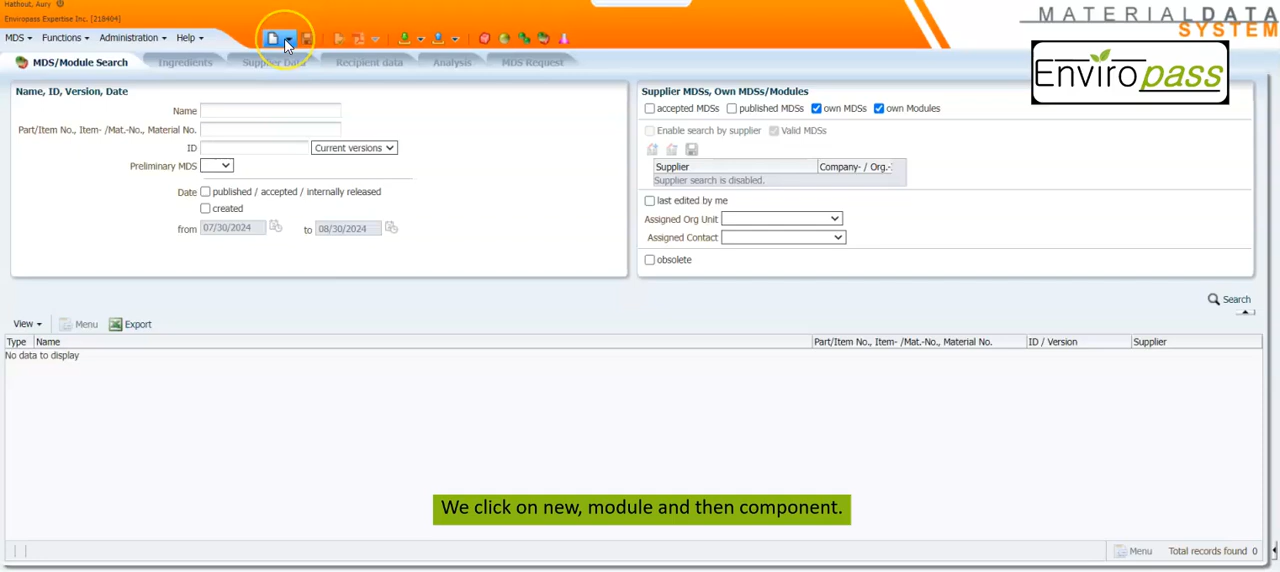 Hathout, Aury
Enviropass Expertise Inc. [218404]
MATERIALDATA
SYSTEM
MDS Functions Administration Help
Enviropass
MDS/Module Search Ingredients Supplier Data Recipient data Analysis MDS Request
Name, ID, Version, Date
Name
Part/Item No., Item- /Mat.-No., Material No.
ID Current versions
Preliminary MDS
Date published / accepted / internally released
created
from 07/30/2024 to 08/30/2024
Supplier MDSs, Own MDSs/Modules
accepted MDSs published MDSs own MDSs own Modules
Enable search by supplier Valid MDSs
Supplier Company- / Org.-
Supplier search is disabled.
last edited by me
Assigned Org Unit
Assigned Contact
obsolete
Search
View Menu Export
Type Name Part/Item No., Item- /Mat.-No., Material No. ID / Version Supplier
No data to display
We click on new, module and then component.
Menu Total records found 0